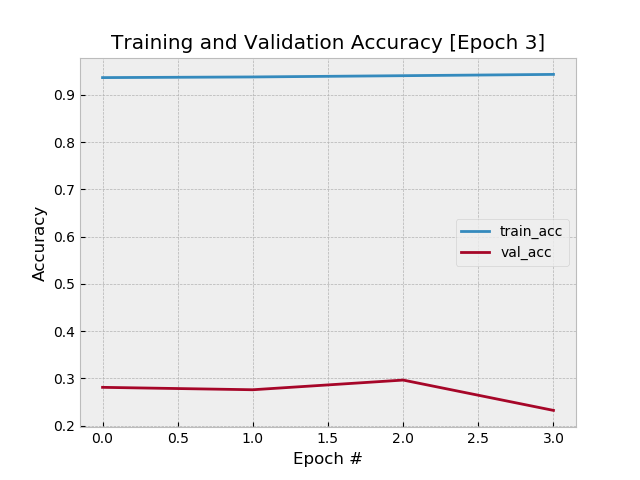 Training and Validation Accuracy [Epoch 3]
Accuracy
0.9
0.8
0.7
0.6
0.5
0.4
0.3
0.2
train_acc
val_acc
0.0 0.5 1.0 1.5 2.0 2.5 3.0
Epoch #